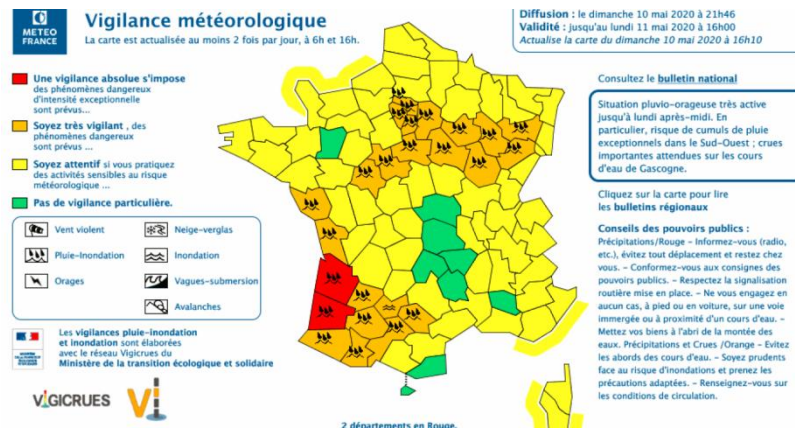 METEO
FRANCE
Vigilance météorologique
La carte est actualisée au moins 2 fois par jour, à 6h et 16h.
Diffusion : le dimanche 10 mai 2020 à 21h46
Validité : jusqu'au lundi 11 mai 2020 à 16h00
Actualise la carte du dimanche 10 mai 2020 à 16h10
Une vigilance absolue s'impose
des phénomènes dangereux
d'intensité exceptionnelle
sont prévus...
Soyez très vigilant , des
phénomènes dangereux
sont prévus ...
Soyez attentif si vous pratiquez
des activités sensibles au risque
météorologique ...
Pas de vigilance particulière.
Vent violent
Neige-verglas
Pluie-Inondation
Inondation
Orages
Vagues-submersion
Avalanches
Les vigilances pluie-inondation
et inondation sont élaborées
avec le réseau Vigicrues du
Ministère de la transition écologique et solidaire
VIGICRUES
Consultez le bulletin national
Situation pluvio-orageuse très active
jusqu'à lundi après-midi. En
particulier, risque de cumuls de pluie
exceptionnels dans le Sud-Ouest ; crues
importantes attendues sur les cours
d'eau de Gascogne.
Cliquez sur la carte pour lire
les bulletins régionaux
Conseils des pouvoirs publics :
Précipitations/Rouge - Informez-vous (radio,
etc.), évitez tout déplacement et restez chez
vous. - Conformez-vous aux consignes des
pouvoirs publics. - Respectez la signalisation
routière mise en place. - Ne vous engagez en
aucun cas, à pied ou en voiture, sur une voie
immergée ou à proximité d'un cours d'eau. -
Mettez vos biens à l'abri de la montée des
eaux. Précipitations et Crues /Orange - Evitez
les abords des cours d'eau. - Soyez prudents
face au risque d'inondations et prenez les
précautions adaptées. - Renseignez-vous sur
les conditions de circulation.
2 départements en Rouge.